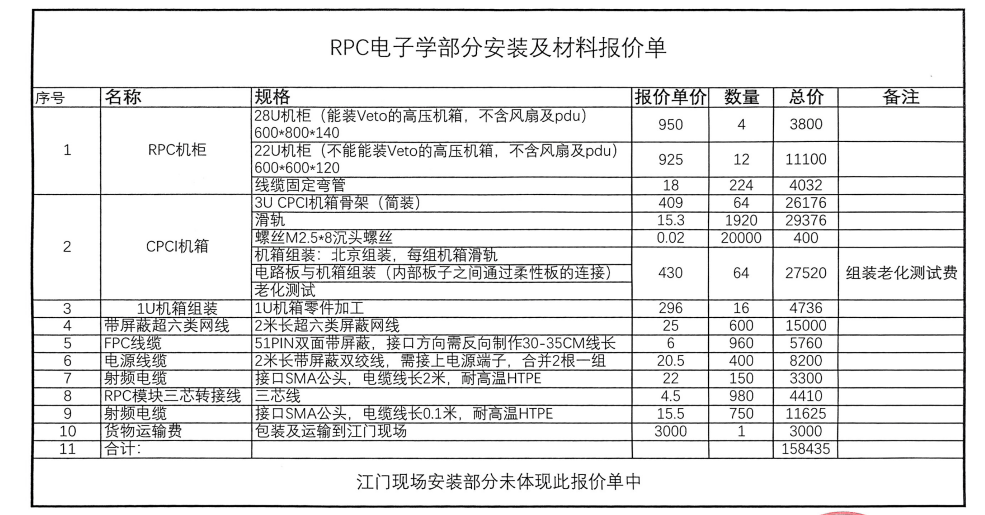 RPC电子学部分安装及材料报价单
序号 名称 规格 报价单价 数量 总价 备注
1 RPC机柜 28U机柜（能装Veto的高压机箱，不含风扇及pdu）
600*800*140 950 4 3800
22U机柜（不能能装Veto的高压机箱，不含风扇及pdu）
600*600*120 925 12 11100
线缆固定弯管 18 224 4032
2 CPCI机箱 3U CPCI机箱骨架（简装） 409 64 26176
滑轨 15.3 1920 29376
螺丝M2.5*8沉头螺丝 0.02 20000 400
机箱组装：北京组装，每组机箱滑轨
电路板与机箱组装（内部板子之间通过柔性板的连接） 430 64 27520 组装老化测试费
老化测试
3 1U机箱组装 1U机箱零件加工 296 16 4736
4 带屏蔽超六类网线 2米长超六类屏蔽网线 25 600 15000
5 FPC线缆 51PIN双面带屏蔽，接口方向需反向制作30-35CM线长 6 960 5760
6 电源线缆 2米长带屏蔽双绞线，需接上电源端子，合并2根一组 20.5 400 8200
7 射频电缆 接口SMA公头，电缆线长2米，耐高温HTPE 22 150 3300
8 RPC模块三芯转接线 三芯线 4.5 980 4410
9 射频电缆 接口SMA公头，电缆线长0.1米，耐高温HTPE 15.5 750 11625
10 货物运输费 包装及运输到江门现场 3000 1 3000
11 合计： 158435
江门现场安装部分未体现此报价单中